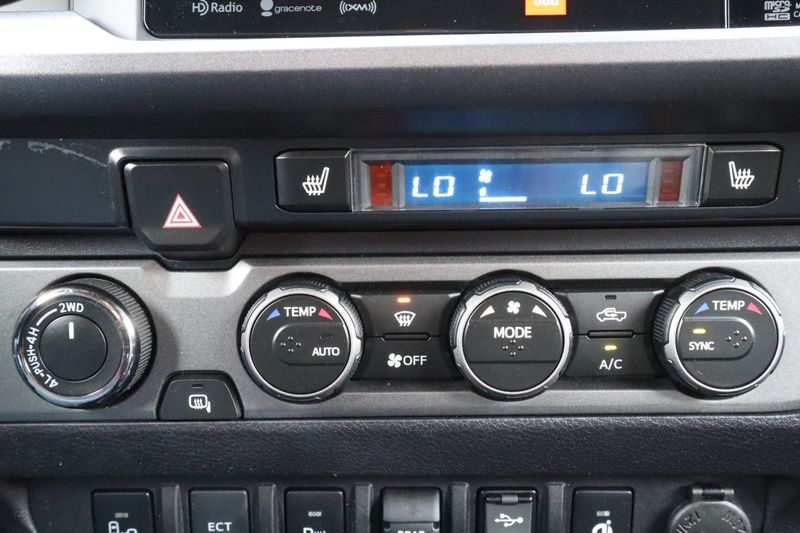 HD Radio gracenote ((XM))
LO LO
2WD
4H
4L-PUSH
TEMP
AUTO
OFF
MODE
A/C
TEMP
SYNC
ECT